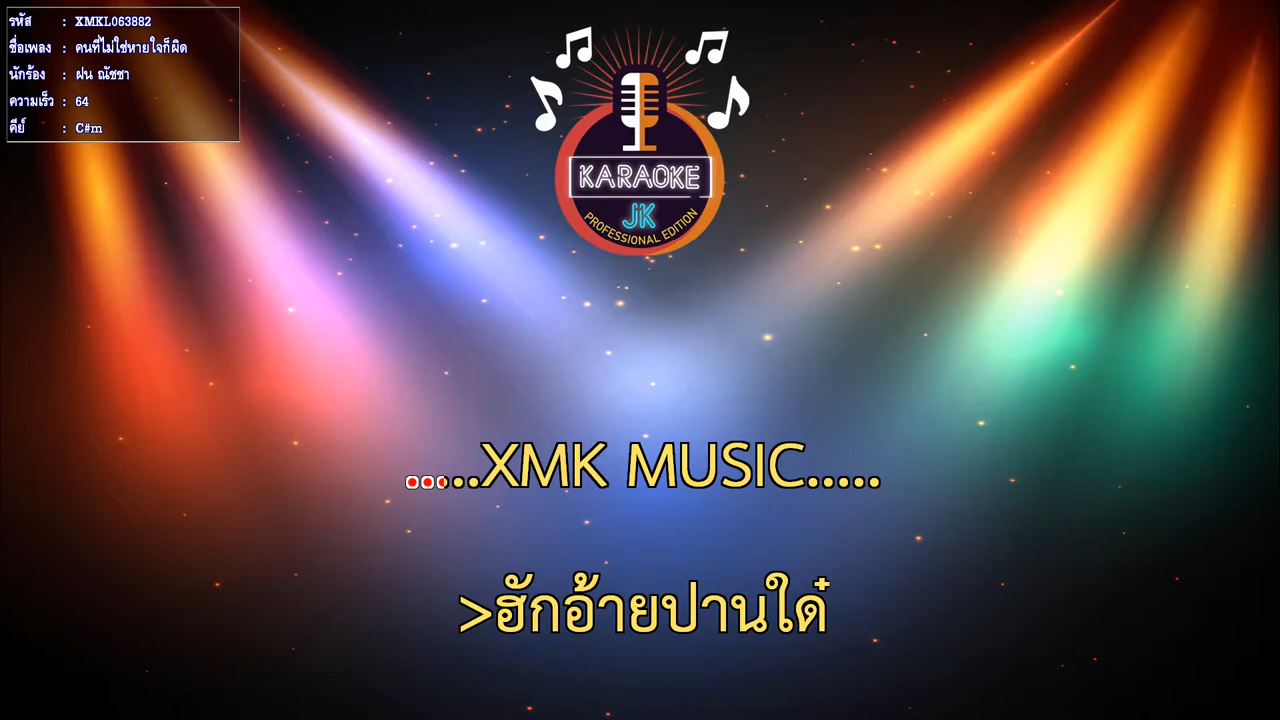 รหัส : XMKL063882
ชื่อเพลง : คนที่ไม่ใช่หายใจก็ผิด
นักร้อง : ฝน ณัชชา
ความเร็ว : 64
คีย์ : C#m
KARAOKE
JK
PROFESSIONAL EDITION
.....XMK MUSIC.....
>ฮักอ้ายปานใด๋